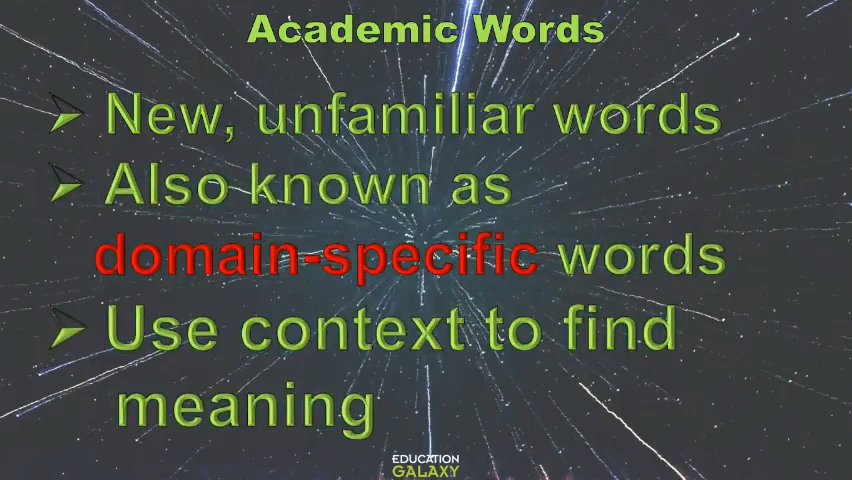 Academic Words
New, unfamiliar words
Also known as
domain-specific words
Use context to find
meaning
EDUCATION
GALAXY